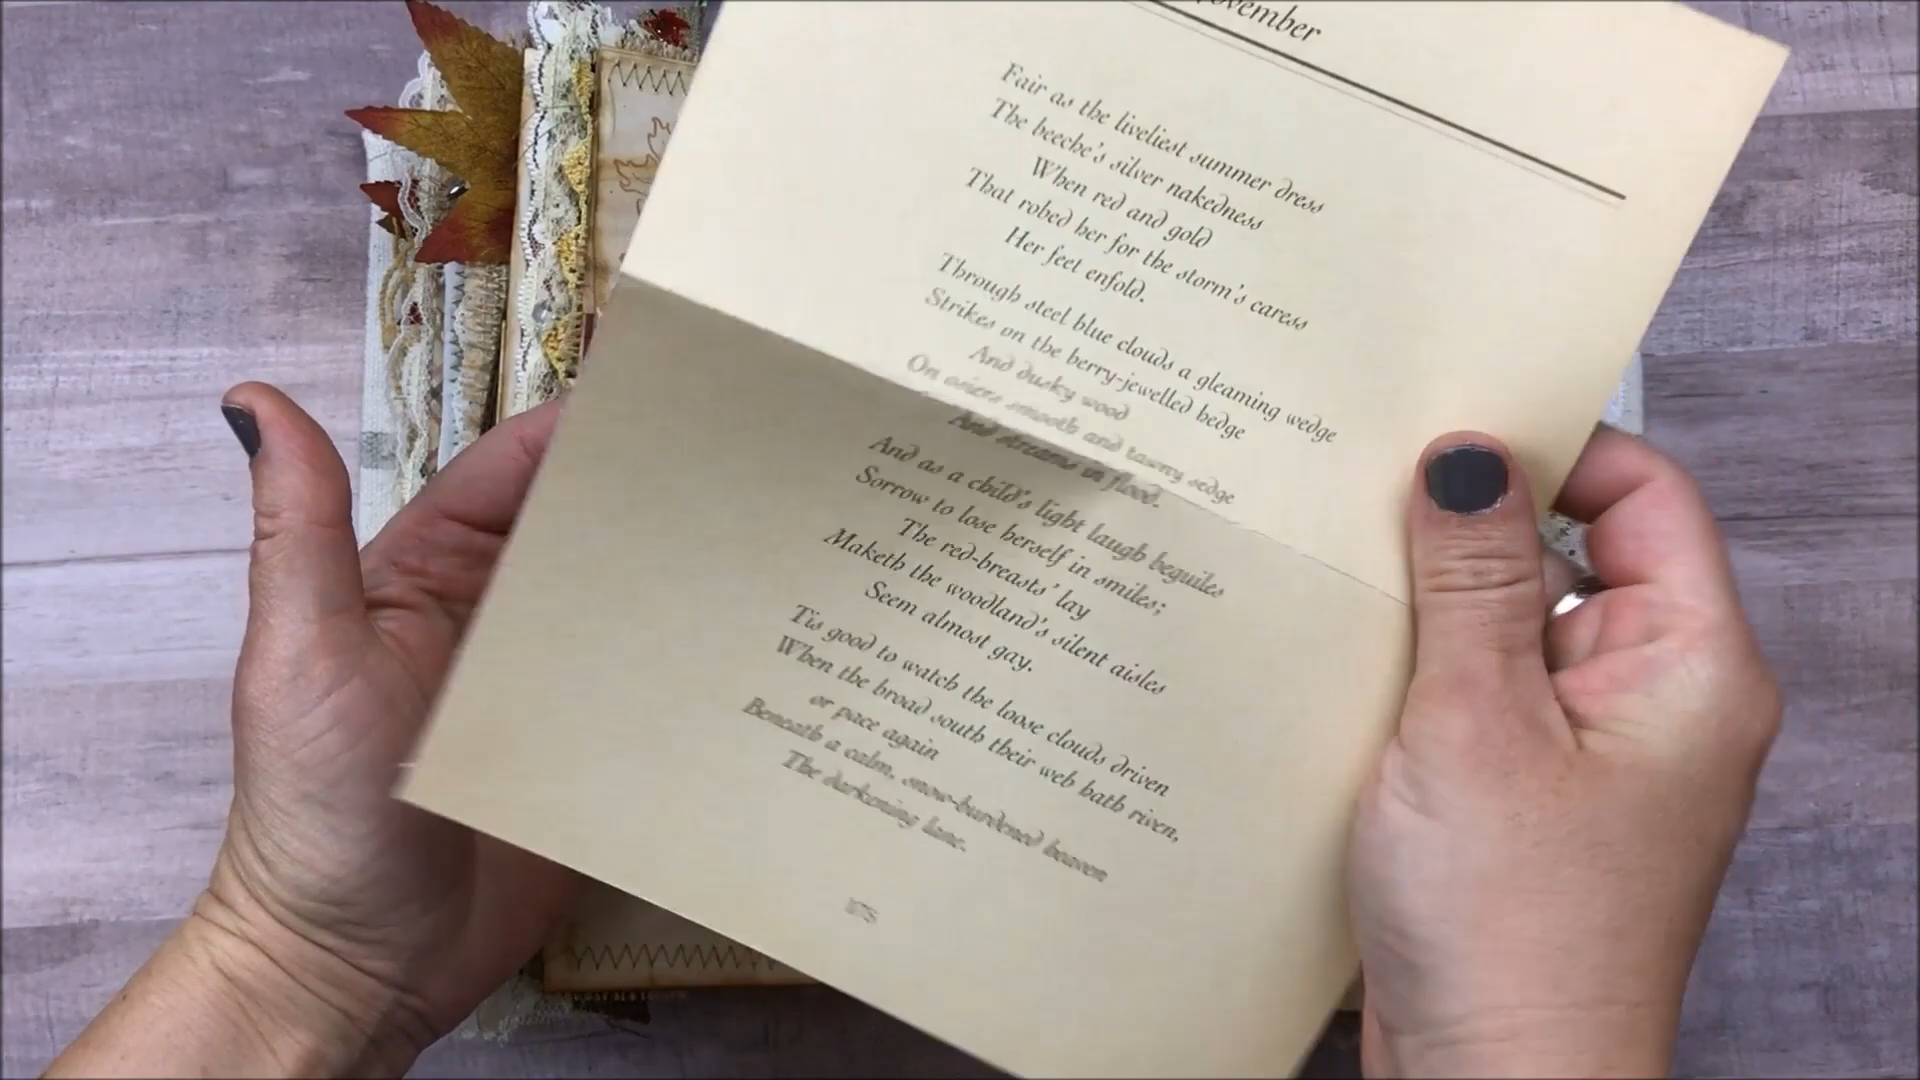 November
Fair as the liveliest summer dress
The beeche's silver nakedness
When red and gold
That robed her for the storm's caress
Her feet enfold.
Through steel blue clouds a gleaming wedge
Strikes on the berry-jewelled hedge
And dusky wood
On osiers smooth and tawny sedge
And streams in flood.
And as a child's light laugh beguiles
Sorrow to lose herself in smiles;
The red-breasts' lay
Maketh the woodland's silent aisles
Seem almost gay.
Tis good to watch the loose clouds driven
When the broad south their web hath riven,
or pace again
Beneath a calm, snow-burdened heaven
The darkening lane.
175